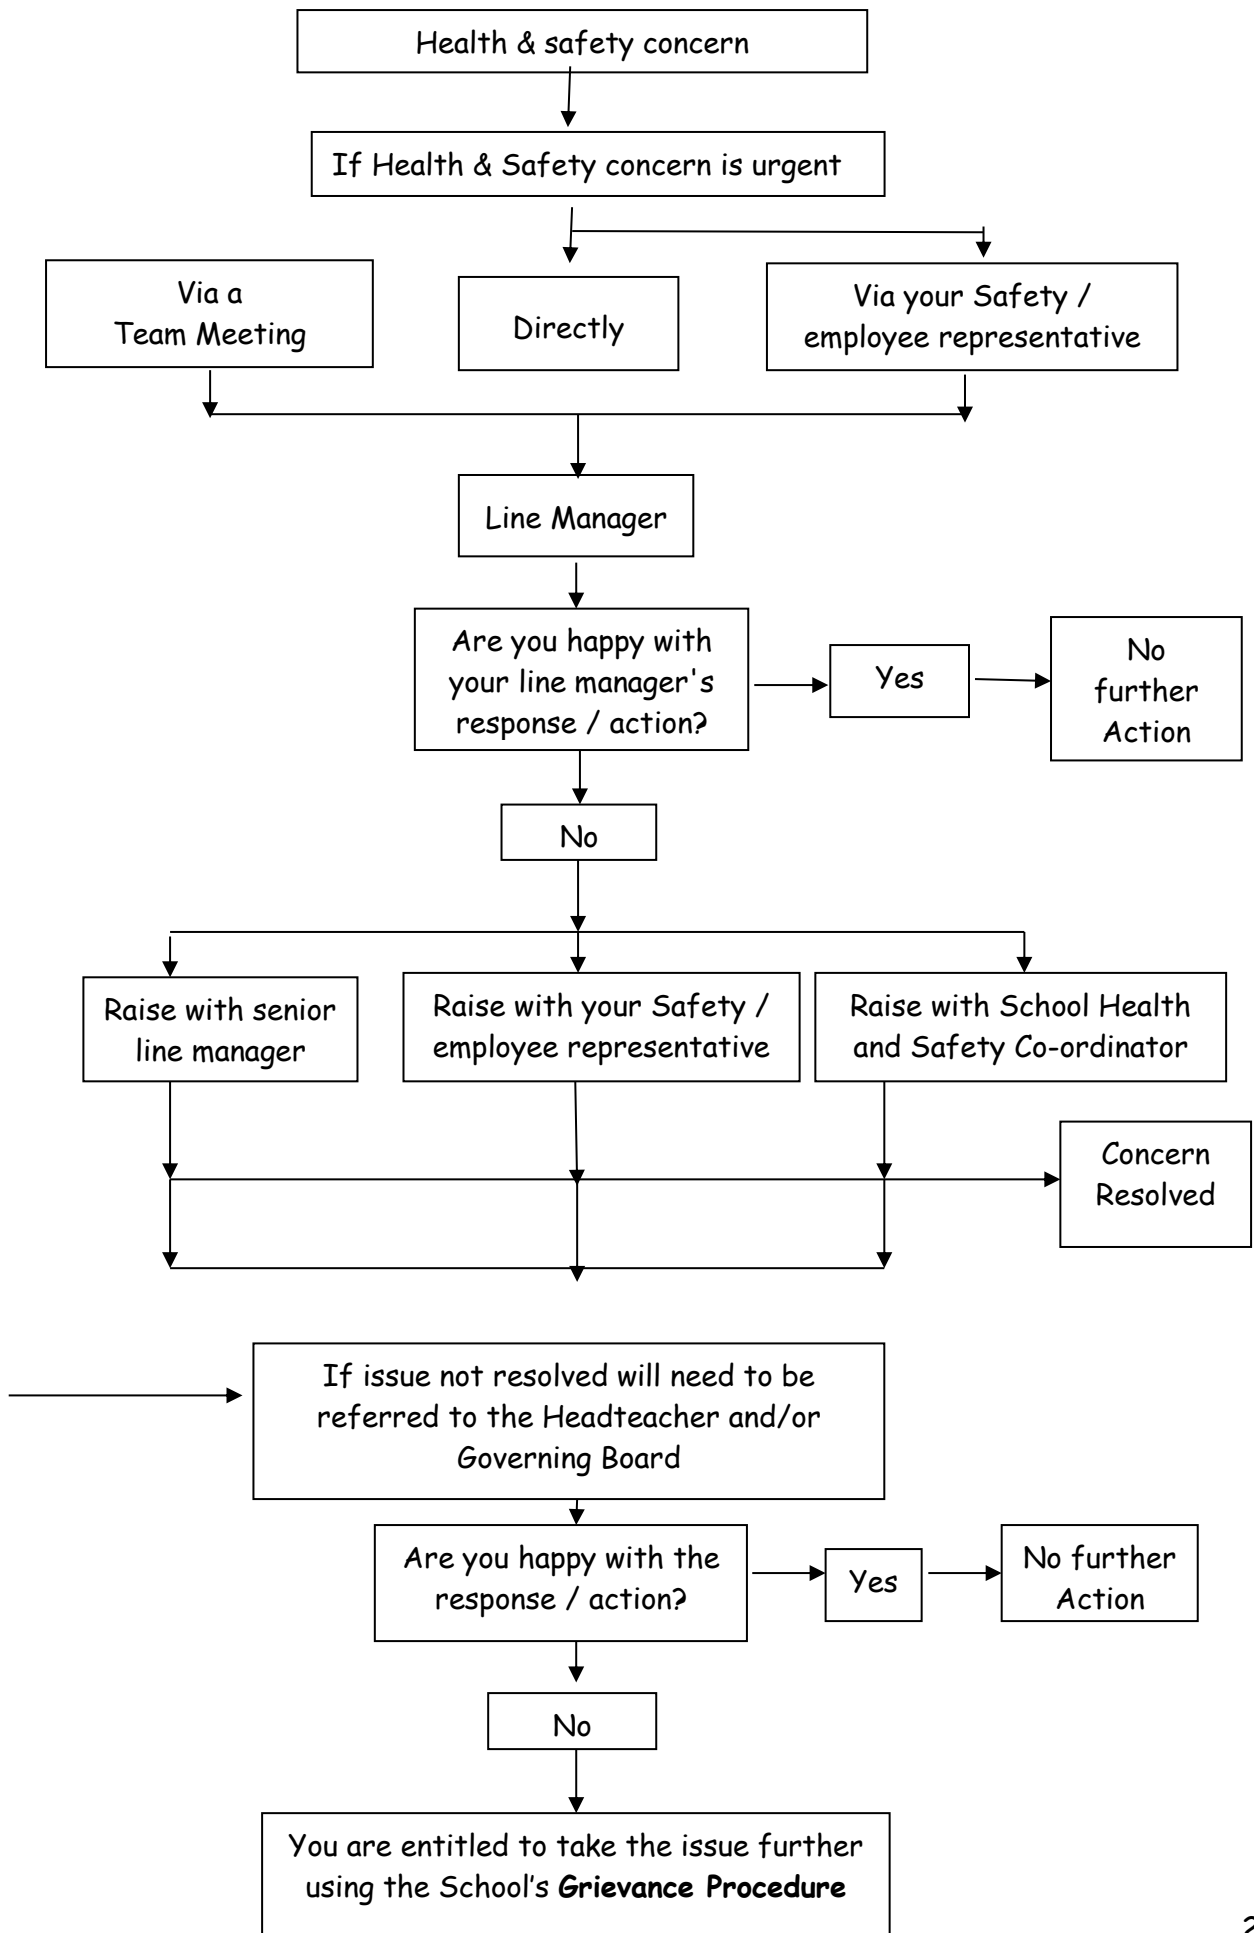 Health & safety concern
If Health & Safety concern is urgent
Via a
Team Meeting
Directly
Via your Safety /
employee representative
Line Manager
Are you happy with
your line manager's
response / action?
Yes
No
further
Action
No
Raise with senior
line manager
Raise with your Safety /
employee representative
Raise with School Health
and Safety Co-ordinator
Concern
Resolved
If issue not resolved will need to be
referred to the Headteacher and/or
Governing Board
Are you happy with the
response / action?
Yes
No further
Action
No
You are entitled to take the issue further
using the School's Grievance Procedure